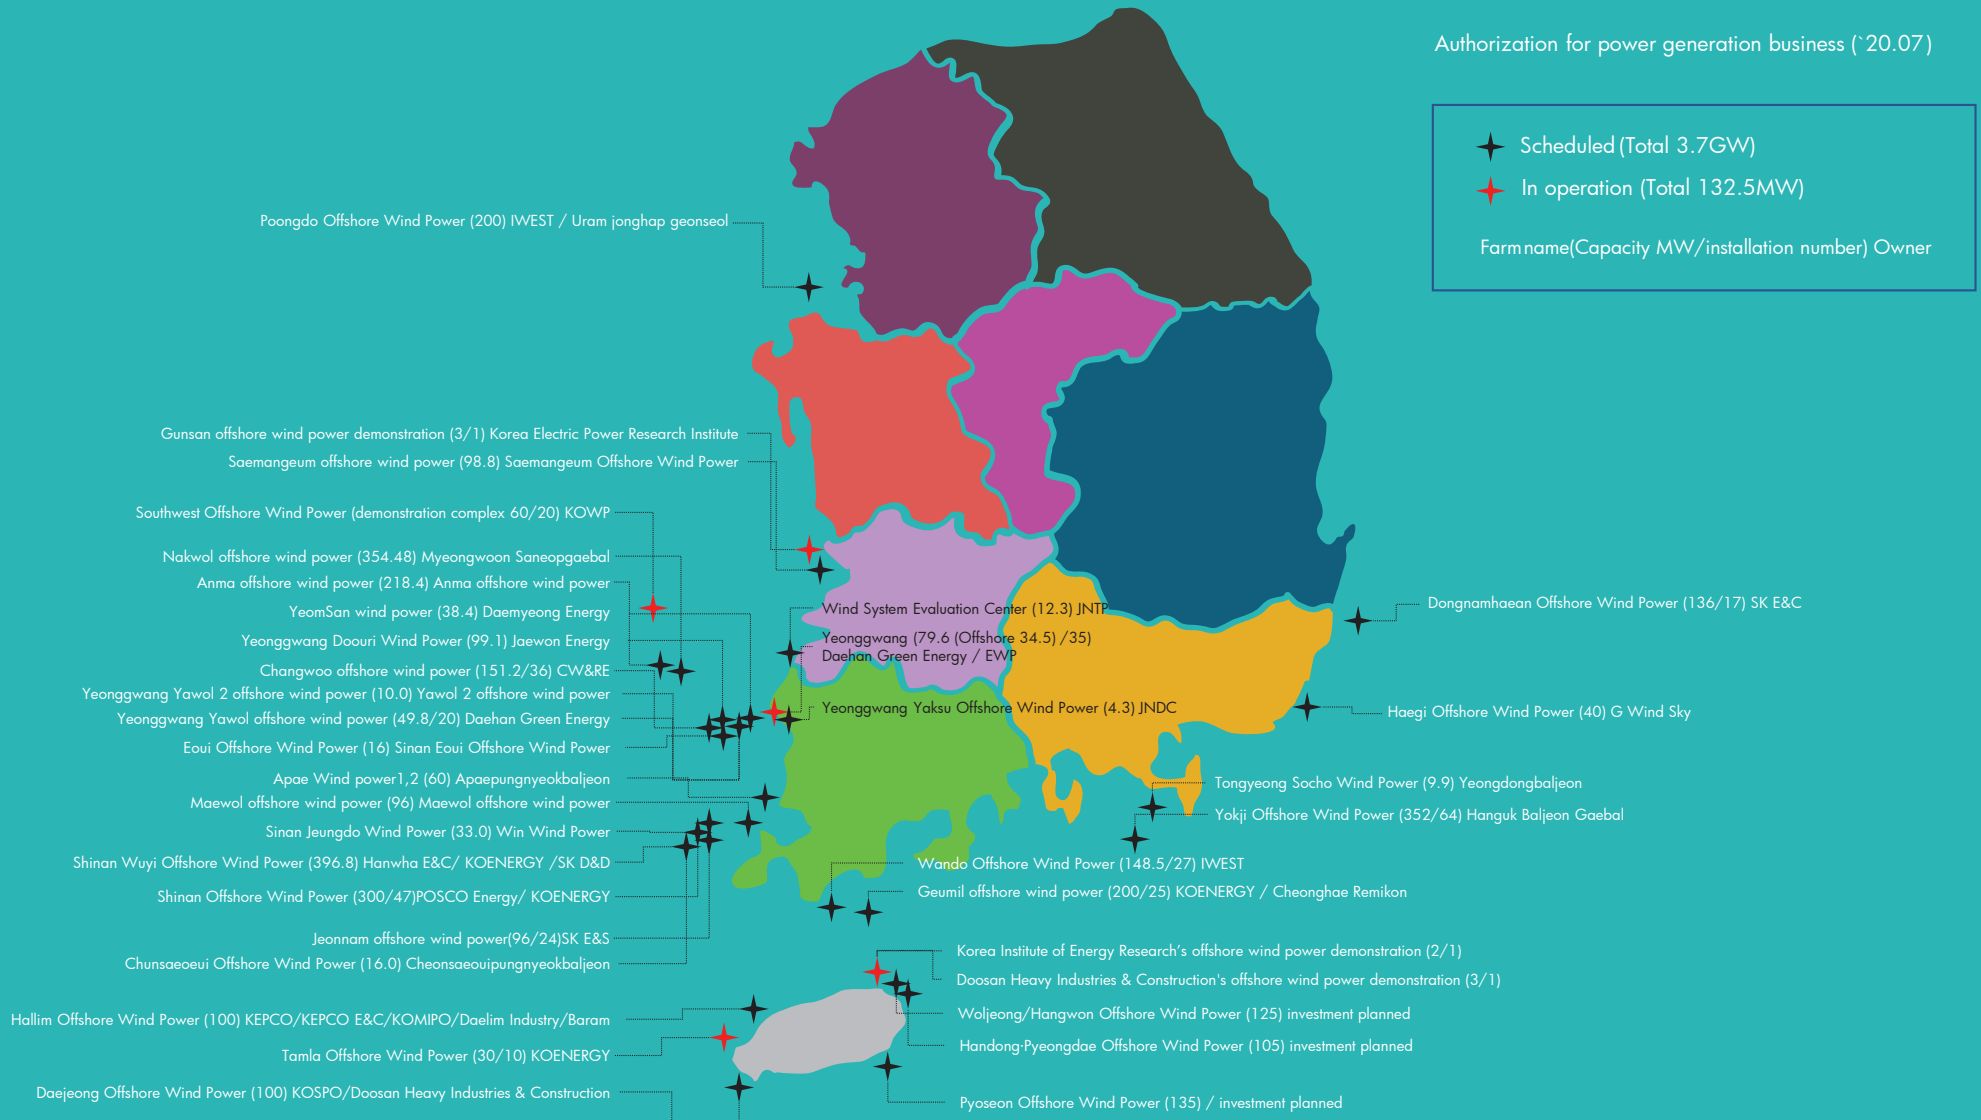 Authorization for power generation business (`20.07)
Scheduled (Total 3.7GW)
In operation (Total 132.5MW)
Farm name(Capacity MW/installation number) Owner
Poongdo Offshore Wind Power (200) IWEST / Uram jonghap geonseol
Gunsan offshore wind power demonstration (3/1) Korea Electric Power Research Institute
Saemangeum offshore wind power (98.8) Saemangeum Offshore Wind Power
Southwest Offshore Wind Power (demonstration complex 60/20) KOWP
Nakwol offshore wind power (354.48) Myeongwoon Saneopgaebal
Anma offshore wind power (218.4) Anma offshore wind power
YeomSan wind power (38.4) Daemyeong Energy
Yeonggwang Doouri Wind Power (99.1) Jaewon Energy
Changwoo offshore wind power (151.2/36) CW&RE
Yeonggwang Yawol 2 offshore wind power (10.0) Yawol 2 offshore wind power
Yeonggwang Yawol offshore wind power (49.8/20) Daehan Green Energy
Eoui Offshore Wind Power (16) Sinan Eoui Offshore Wind Power
Apae Wind power1,2 (60) Apaepungnyeokbaljeon
Maewol offshore wind power (96) Maewol offshore wind power
Sinan Jeungdo Wind Power (33.0) Win Wind Power
Shinan Wuyi Offshore Wind Power (396.8) Hanwha E&C/ KOENERGY /SK D&D
Shinan Offshore Wind Power (300/47)POSCO Energy/ KOENERGY
Jeonnam offshore wind power(96/24)SK E&S
Chunsaeoeui Offshore Wind Power (16.0) Cheonsaeouipungnyeokbaljeon
Hallim Offshore Wind Power (100) KEPCO/KEPCO E&C/KOMIPO/Daelim Industry/Baram
Tamla Offshore Wind Power (30/10) KOENERGY
Daejeong Offshore Wind Power (100) KOSPO/Doosan Heavy Industries & Construction
Wind System Evaluation Center (12.3) JNTP
Yeonggwang (79.6 (Offshore 34.5) /35)
Daehan Green Energy / EWP
Yeonggwang Yaksu Offshore Wind Power (4.3) JNDC
Dongnamhaean Offshore Wind Power (136/17) SK E&C
Haegi Offshore Wind Power (40) G Wind Sky
Tongyeong Socho Wind Power (9.9) Yeongdongbaljeon
Yokji Offshore Wind Power (352/64) Hanguk Baljeon Gaebal
Wando Offshore Wind Power (148.5/27) IWEST
Geumil offshore wind power (200/25) KOENERGY / Cheonghae Remikon
Korea Institute of Energy Research's offshore wind power demonstration (2/1)
Doosan Heavy Industries & Construction's offshore wind power demonstration (3/1)
Woljeong/Hangwon Offshore Wind Power (125) investment planned
Handong·Pyeongdae Offshore Wind Power (105) investment planned
Pyoseon Offshore Wind Power (135) / investment planned